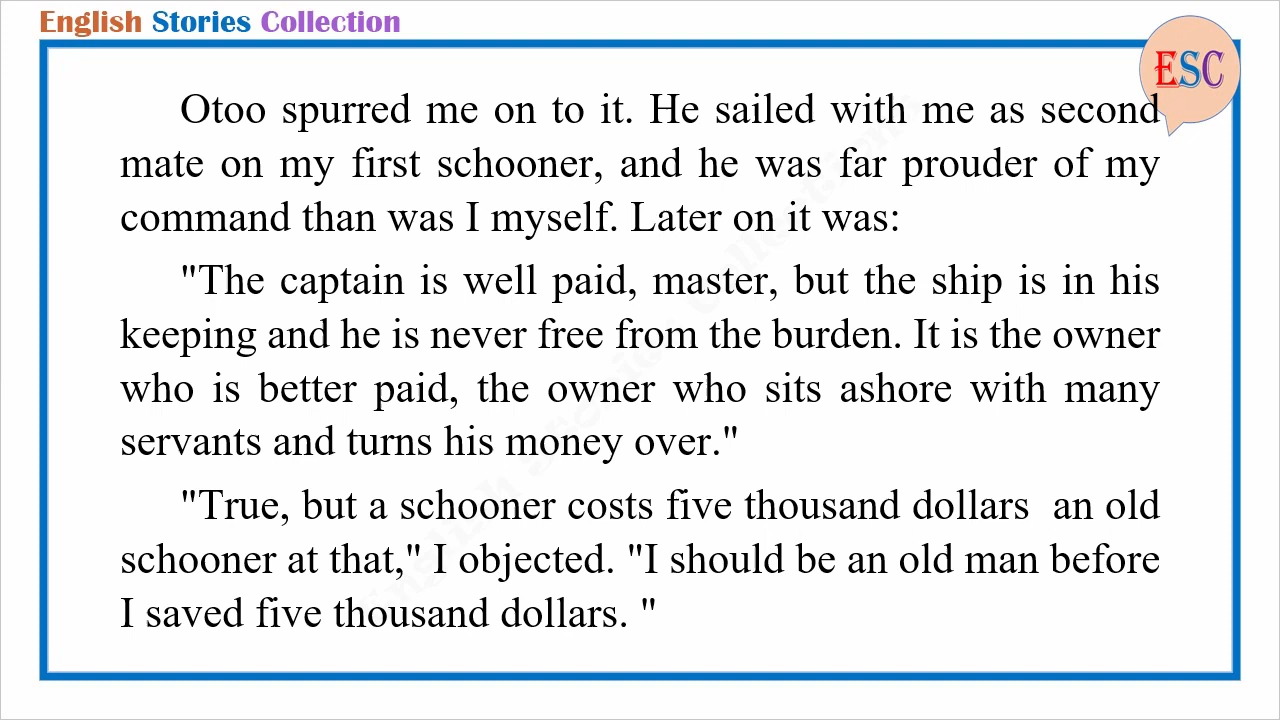 English Stories Collection
ESC
Otoo spurred me on to it. He sailed with me as second
mate on my first schooner, and he was far prouder of my
command than was I myself. Later on it was:
"The captain is well paid, master, but the ship is in his
keeping and he is never free from the burden. It is the owner
who is better paid, the owner who sits ashore with many
servants and turns his money over."
"True, but a schooner costs five thousand dollars  an old
schooner at that," I objected. "I should be an old man before
I saved five thousand dollars. "